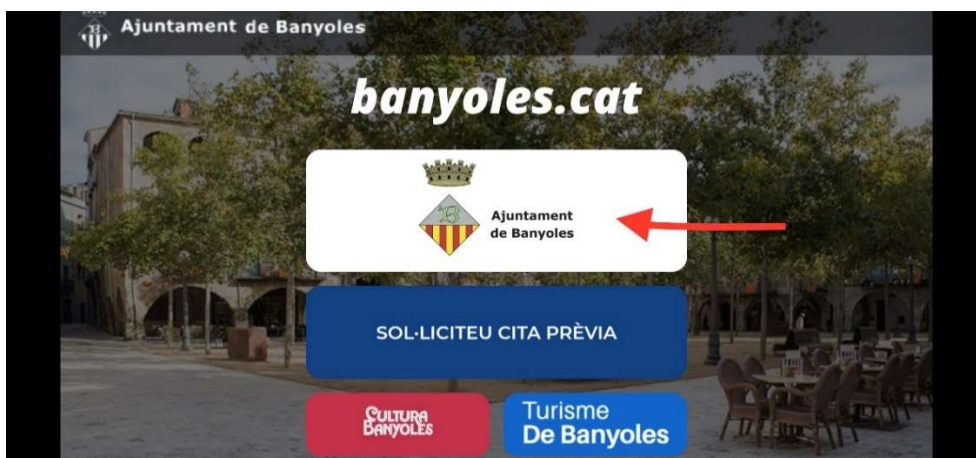 Ajuntament de Banyoles
banyoles.cat
B
Ajuntament
de Banyoles
SOL·LICITEU CITA PRÈVIA
CULTURA
BANYOLES
Turisme
De Banyoles